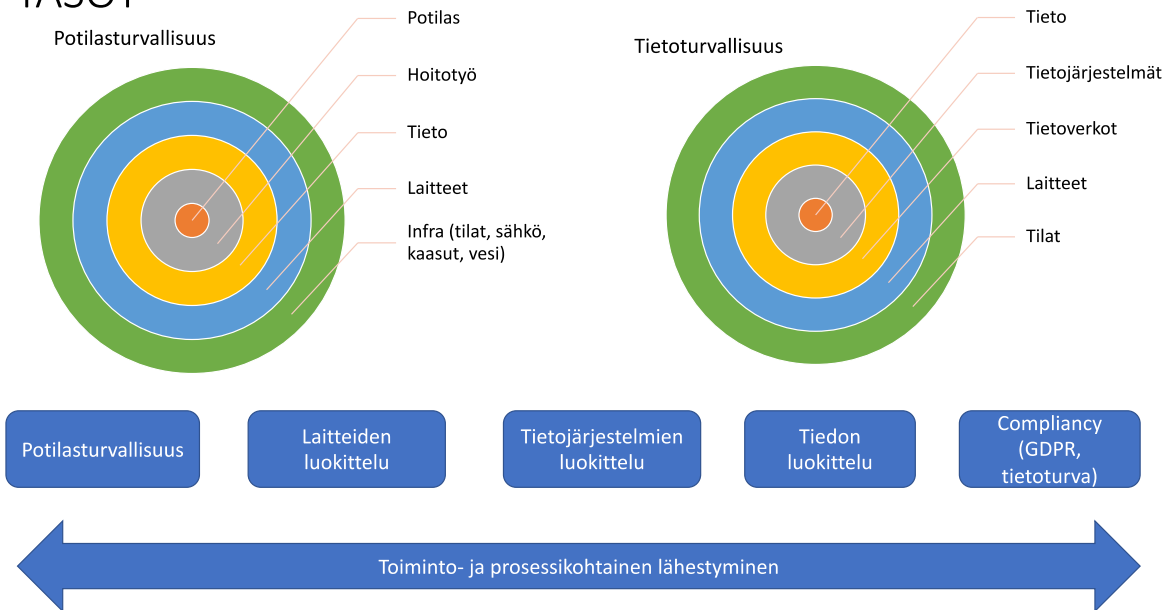 TASOT
Potilasturvallisuus
Potilas
Hoitotyö
Tieto
Laitteet
Infra (tilat, sähkö,
kaasut, vesi)
Tietoturvallisuus
Tieto
Tietojärjestelmät
Tietoverkot
Laitteet
Tilat
Potilasturvallisuus
Laitteiden
luokittelu
Tietojärjestelmien
luokittelu
Tiedon
luokittelu
Compliancy
(GDPR,
tietoturva)
Toiminto- ja prosessikohtainen lähestyminen